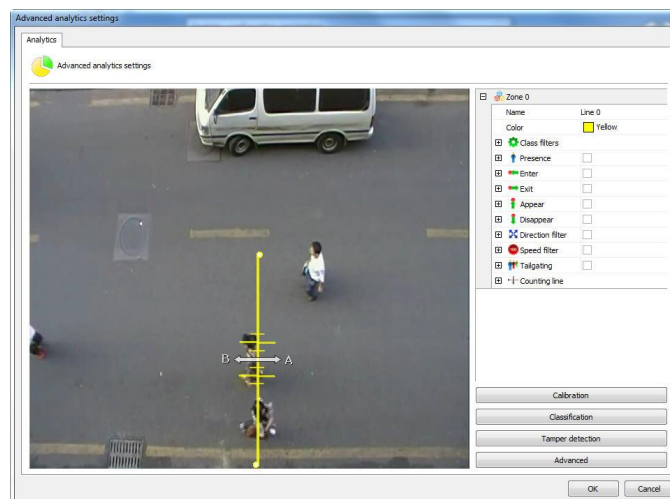 Advanced analytics settings
Analytics
Advanced analytics settings
Zone 0
Name Line 0
Color Yellow
Class filters
Presence
Enter
Exit
Appear
Disappear
Direction filter
Speed filter
Tailgating
Counting line
B A
Calibration
Classification
Tamper detection
Advanced
OK Cancel